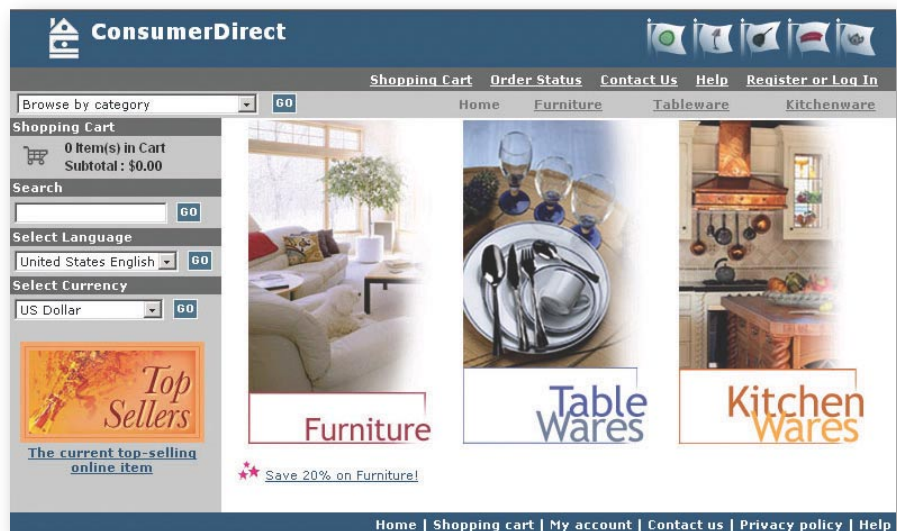 ConsumerDirect
Shopping Cart Order Status Contact Us Help Register or Log In
Browse by category GO
Home Furniture Tableware Kitchenware
Shopping Cart
0 Item(s) in Cart
Subtotal : $0.00
Search
GO
Select Language
United States English GO
Select Currency
US Dollar GO
Top
Sellers
The current top-selling
online item
Furniture
Table
Wares
Kitchen
Wares
Save 20% on Furniture!
Home | Shopping cart | My account | Contact us | Privacy policy | Help